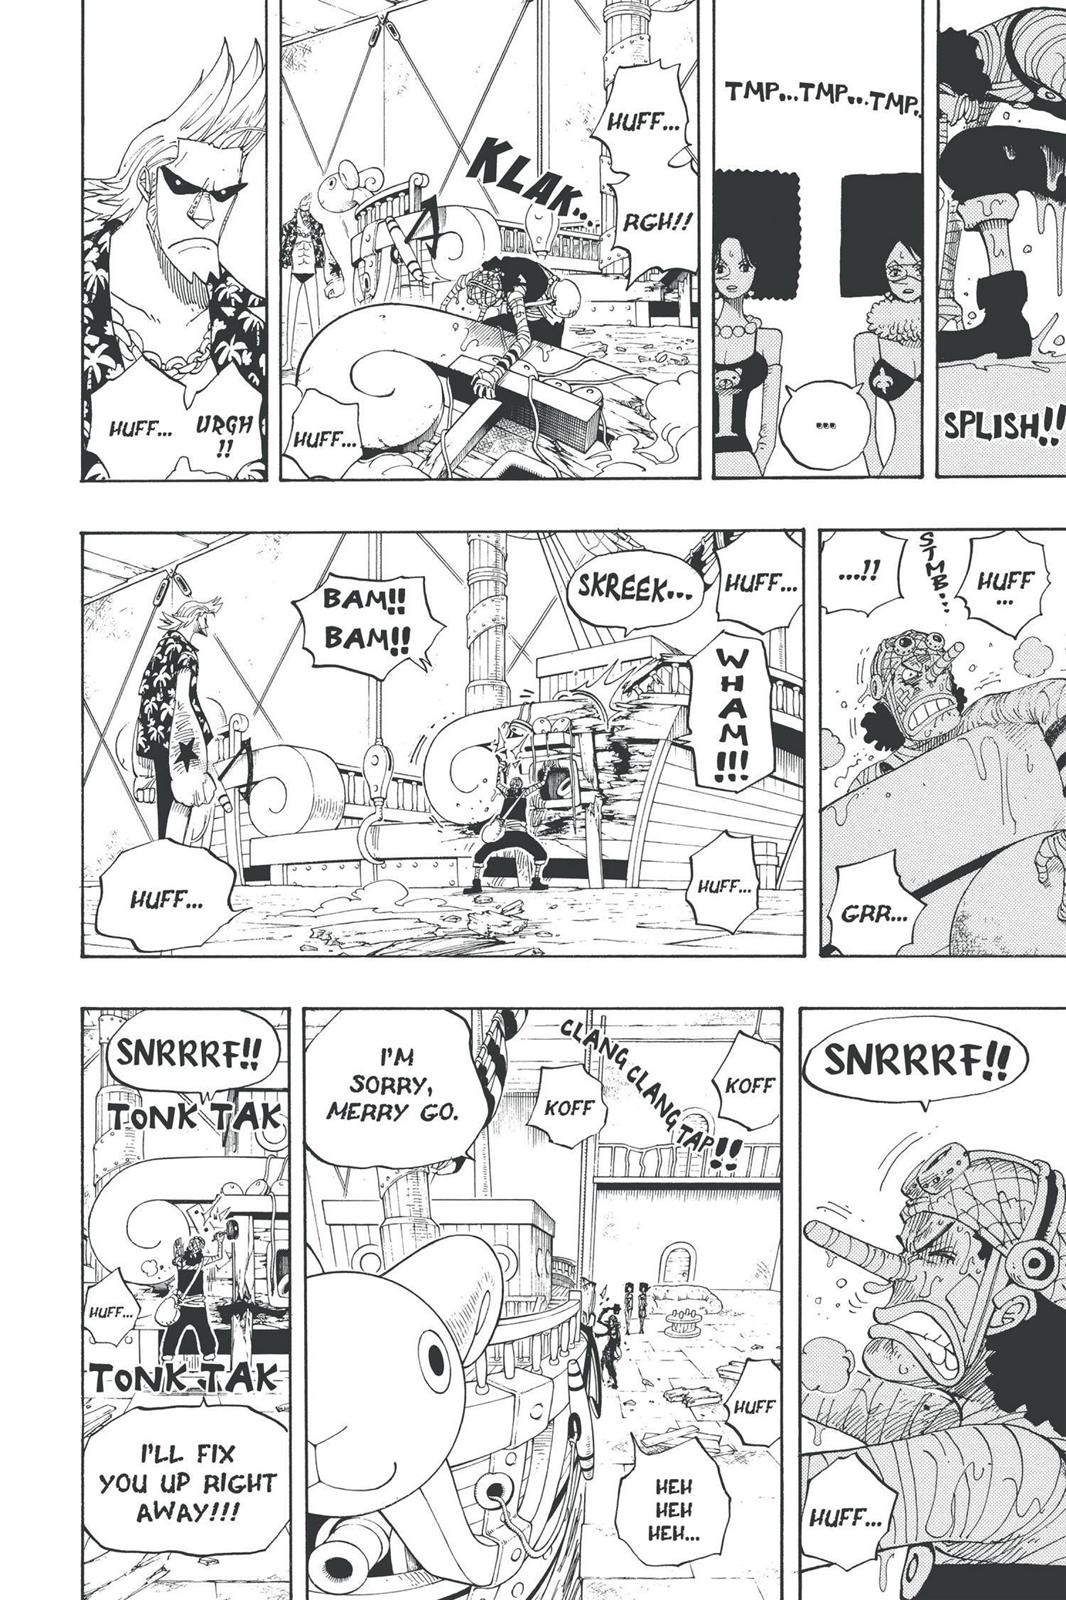 SPLISH!!
TMP...TMP...TMP..
...
HUFF...
RGH!!
KLAK...
HUFF...
URGH
!!
HUFF...
HUFF
...
STMB...
...!!
GRR...
HUFF...
SKREEK...
WHAM!!!
BAM!!
BAM!!
HUFF...
HUFF...
SNRRRF!!
HUFF...
KOFF
CLANG CLANG TAP!!
KOFF
I'M
SORRY,
MERRY GO.
HUFF
HEH
HEH
HEH...
SNRRRF!!
TONK TAK
HUFF...
TONK TAK
I'LL FIX
YOU UP RIGHT
AWAY!!!